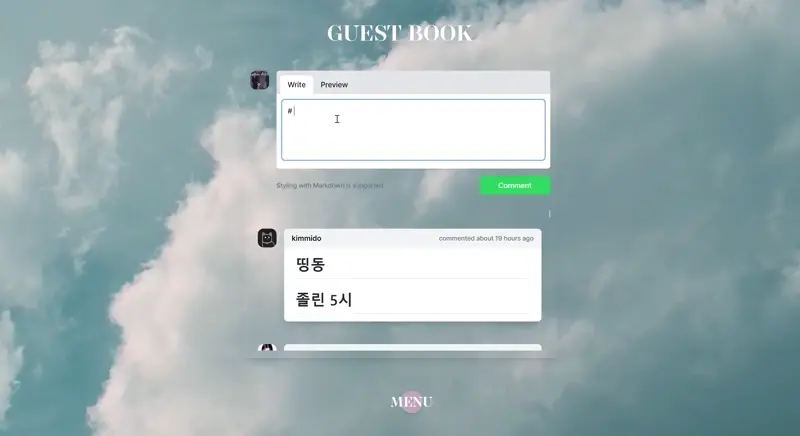 GUEST BOOK
Write Preview
#
Styling with Markdown is supported
Comment
kimmido commented about 19 hours ago
띵동
졸린 5시
MENU